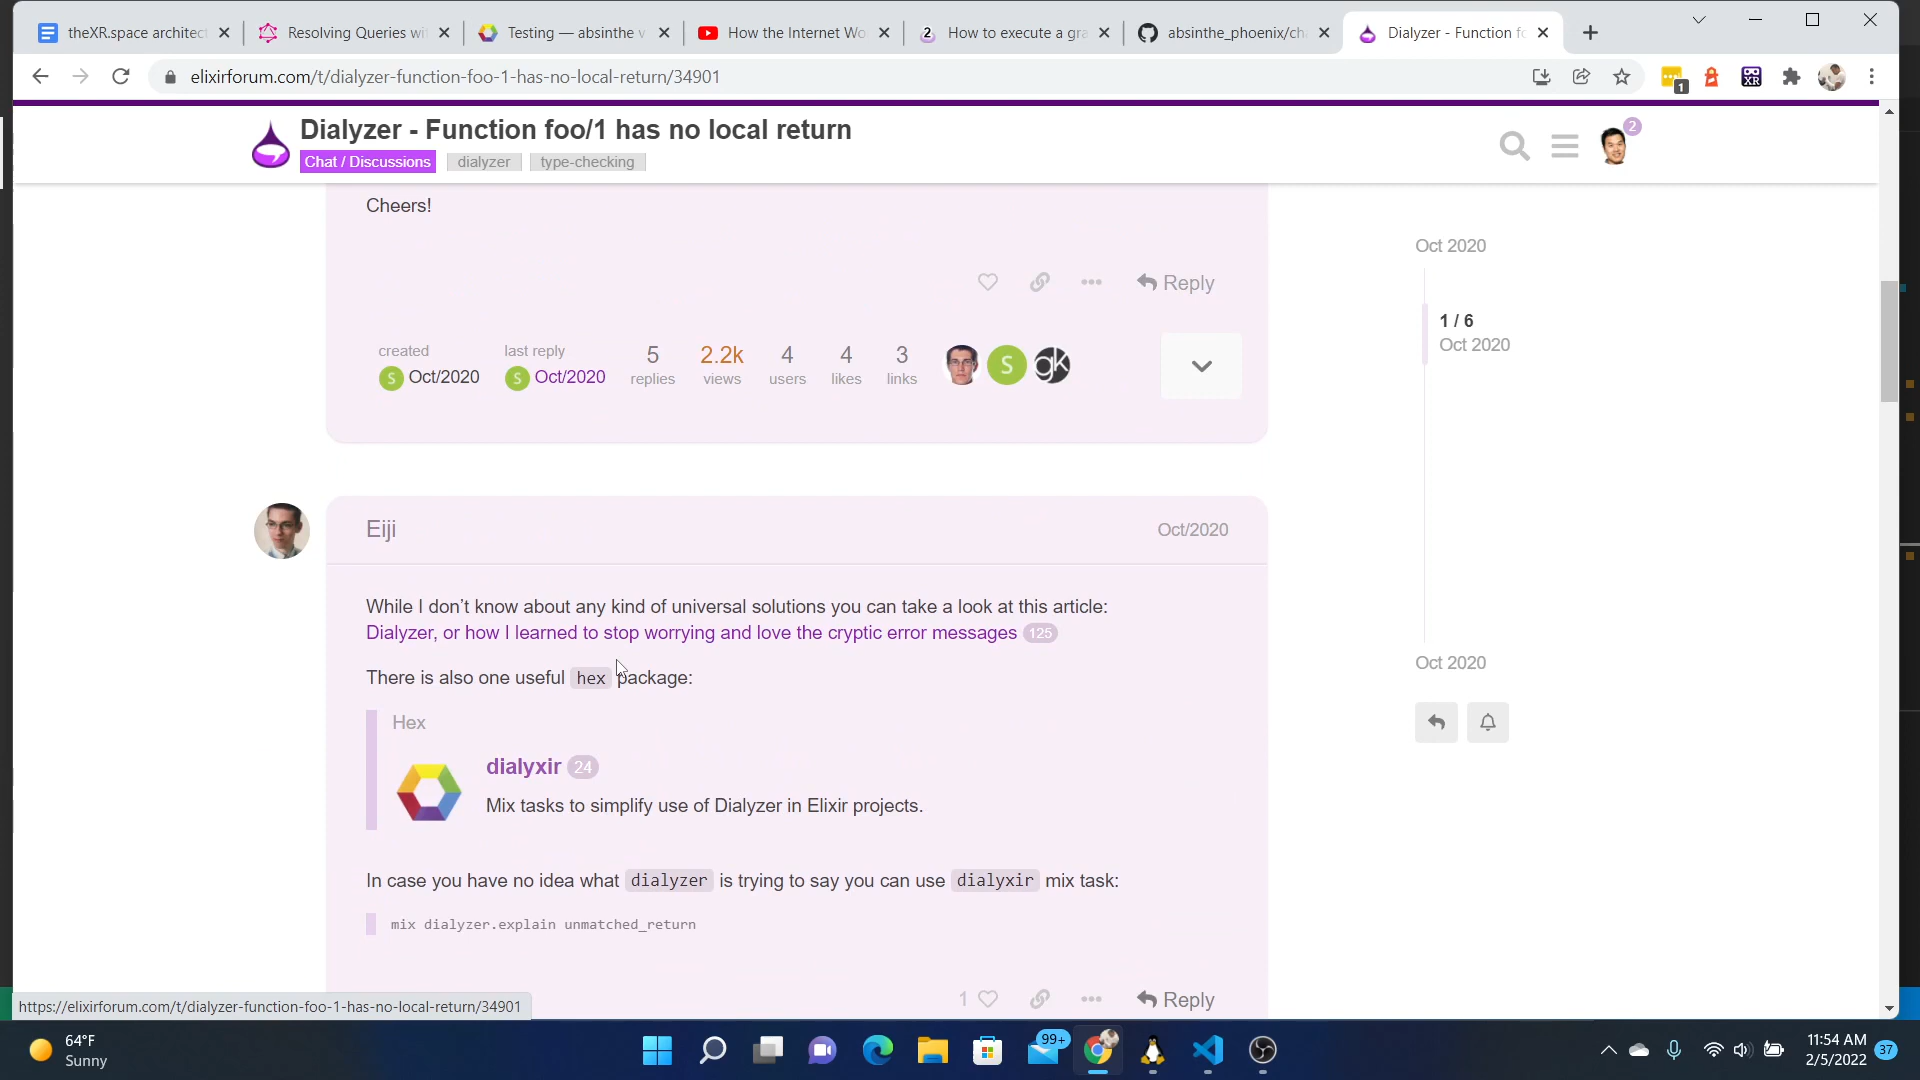 theXR.space architect
Resolving Queries wi
Testing — absinthe v
How the Internet Wo
How to execute a gra
absinthe_phoenix/ch
Dialyzer - Function fo
elixirforum.com/t/dialyzer-function-foo-1-has-no-local-return/34901
1
XR
Dialyzer - Function foo/1 has no local return
Chat / Discussions
dialyzer
type-checking
2
Cheers!
Reply
created
S Oct/2020
last reply
S Oct/2020
5
replies
2.2k
views
4
users
4
likes
3
links
S
gk
Oct 2020
1 / 6
Oct 2020
Oct 2020
Eiji
Oct/2020
While I don’t know about any kind of universal solutions you can take a look at this article:
Dialyzer, or how I learned to stop worrying and love the cryptic error messages 125
There is also one useful hex package:
Hex
dialyxir 24
Mix tasks to simplify use of Dialyzer in Elixir projects.
In case you have no idea what dialyzer is trying to say you can use dialyxir mix task:
mix dialyzer.explain unmatched_return
1
Reply
https://elixirforum.com/t/dialyzer-function-foo-1-has-no-local-return/34901
64°F
Sunny
99+
11:54 AM
2/5/2022
37